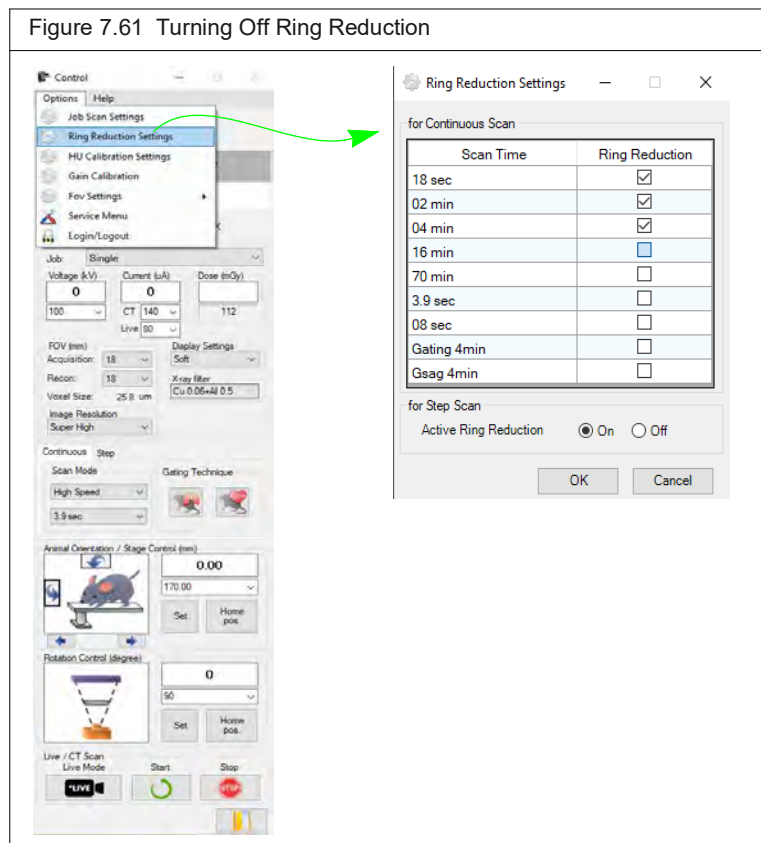 Figure 7.61 Turning Off Ring Reduction
Control
Options Help
Job Scan Settings
Ring Reduction Settings
HU Calibration Settings
Gain Calibration
Fov Settings
Service Menu
Login/Logout
Job: Single
Voltage (kV) Current (uA) Dose (mGy)
0 0
100 CT 140 112
Live 80
FOV (mm) Display Settings
Acquisition: 18 Soft
Recon: 18 X-ray filter
Voxel Size: 25.8 um Cu 0.06+Al 0.5
Image Resolution
Super High
Continuous Step
Scan Mode Gating Technique
High Speed
3.9 sec
Animal Orientation / Stage Control (mm)
0.00
170.00
Set Home pos.
Rotation Control (degree)
0
90
Set Home pos.
Live / CT Scan
Live Mode Start Stop
LIVE STOP
Ring Reduction Settings
for Continuous Scan
Scan Time Ring Reduction
18 sec
02 min
04 min
16 min
70 min
3.9 sec
08 sec
Gating 4min
Gsag 4min
for Step Scan
Active Ring Reduction On Off
OK Cancel